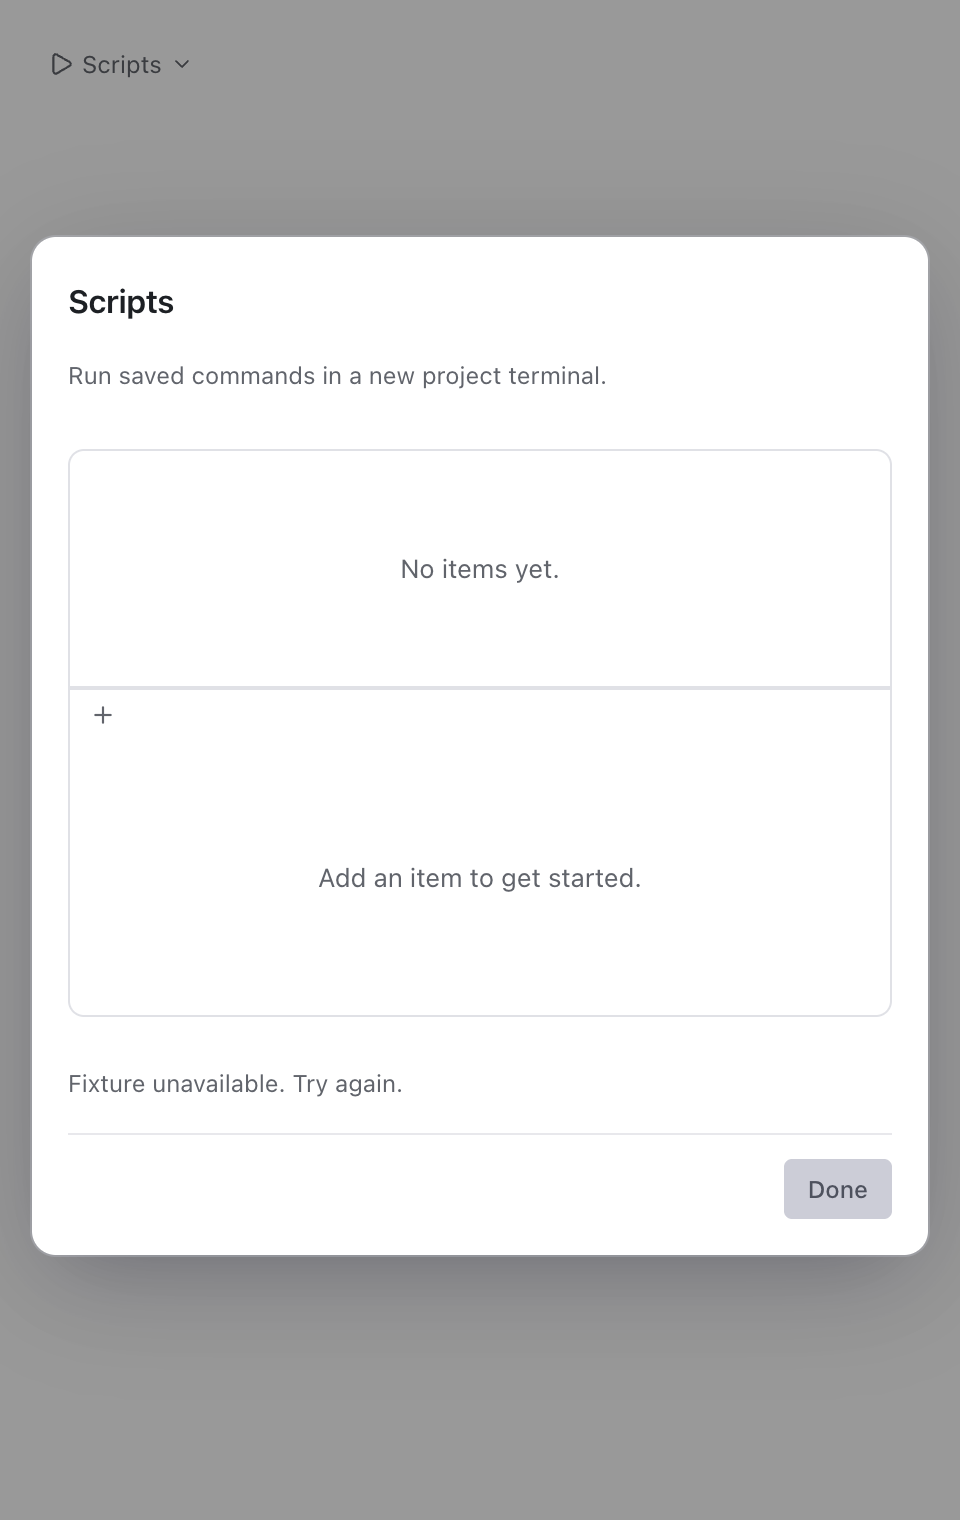 Scripts
Scripts
Run saved commands in a new project terminal.
No items yet.
Add an item to get started.
Fixture unavailable. Try again.
Done